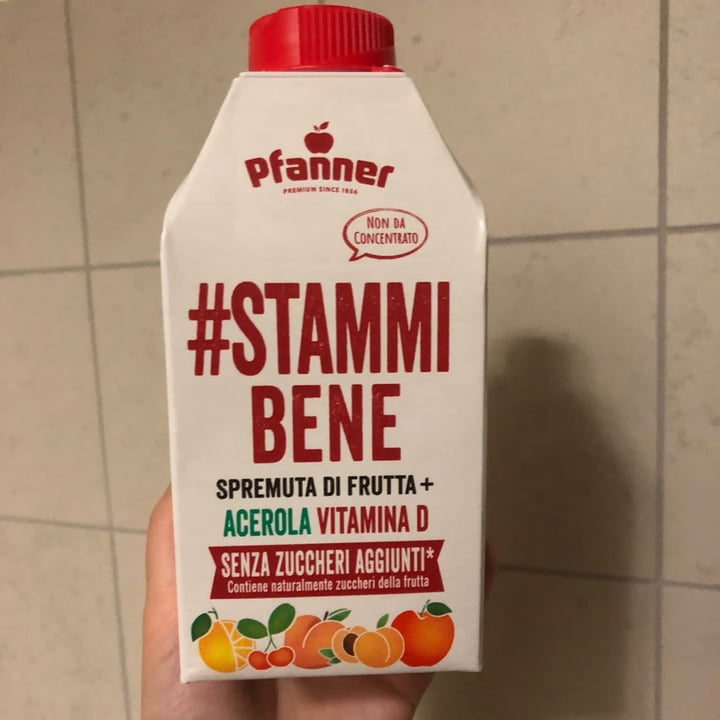 Pfanner
PREMIUM SINCE 1856
NON DA
CONCENTRATO
#STAMMI
BENE
SPREMUTA DI FRUTTA+
ACEROLA VITAMINA D
SENZA ZUCCHERI AGGIUNTI*
Contiene naturalmente zuccheri della frutta